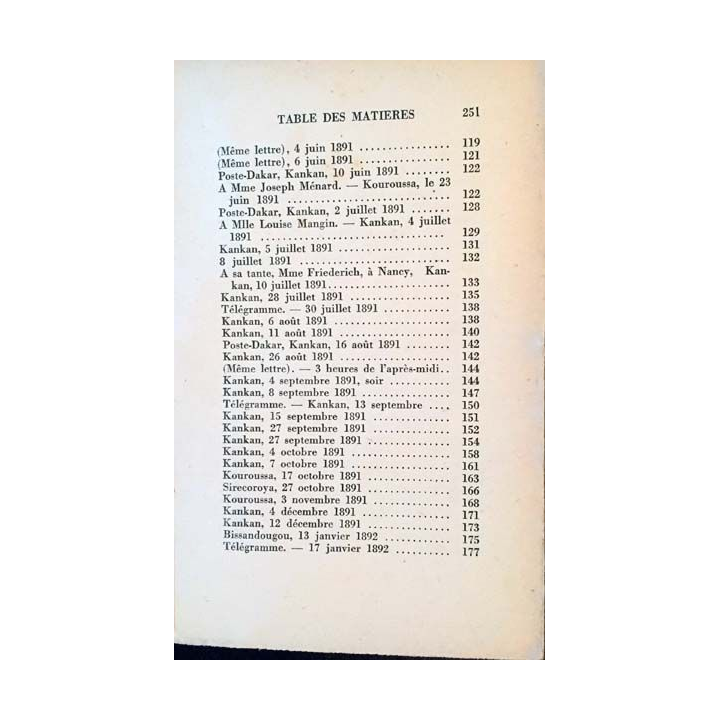 TABLE DES MATIERES 251
(Même lettre), 4 juin 1891 ................ 119
(Même lettre), 6 juin 1891 ................ 121
Poste-Dakar, Kankan, 10 juin 1891 ........ 122
A Mme Joseph Ménard. — Kouroussa, le 23
juin 1891 ................................ 122
Poste-Dakar, Kankan, 2 juillet 1891 ....... 128
A Mlle Louise Mangin. — Kankan, 4 juillet
1891 ................................ 129
Kankan, 5 juillet 1891 .................... 131
8 juillet 1891 .......................... 132
A sa tante, Mme Friederich, à Nancy, Kan-
kan, 10 juillet 1891..................... 133
Kankan, 28 juillet 1891 .................. 135
Télégramme. — 30 juillet 1891 ............ 138
Kankan, 6 août 1891 ..................... 138
Kankan, 11 août 1891 .................... 140
Poste-Dakar, Kankan, 16 août 1891 ........ 142
Kankan, 26 août 1891 .................... 142
(Même lettre). — 3 heures de l'après-midi.. 144
Kankan, 4 septembre 1891, soir ........... 144
Kankan, 8 septembre 1891 ................ 147
Télégramme. — Kankan, 13 septembre .... 150
Kankan, 15 septembre 1891 ............... 151
Kankan, 27 septembre 1891 ............... 152
Kankan, 27 septembre 1891 ............... 154
Kankan, 4 octobre 1891 .................. 158
Kankan, 7 octobre 1891 .................. 161
Kouroussa, 17 octobre 1891 ............... 163
Sirecoroya, 27 octobre 1891 ............... 166
Kouroussa, 3 novembre 1891 .............. 168
Kankan, 4 décembre 1891 ................ 171
Kankan, 12 décembre 1891 ............... 173
Bissandougou, 13 janvier 1892 ............ 175
Télégramme. — 17 janvier 1892 .......... 177